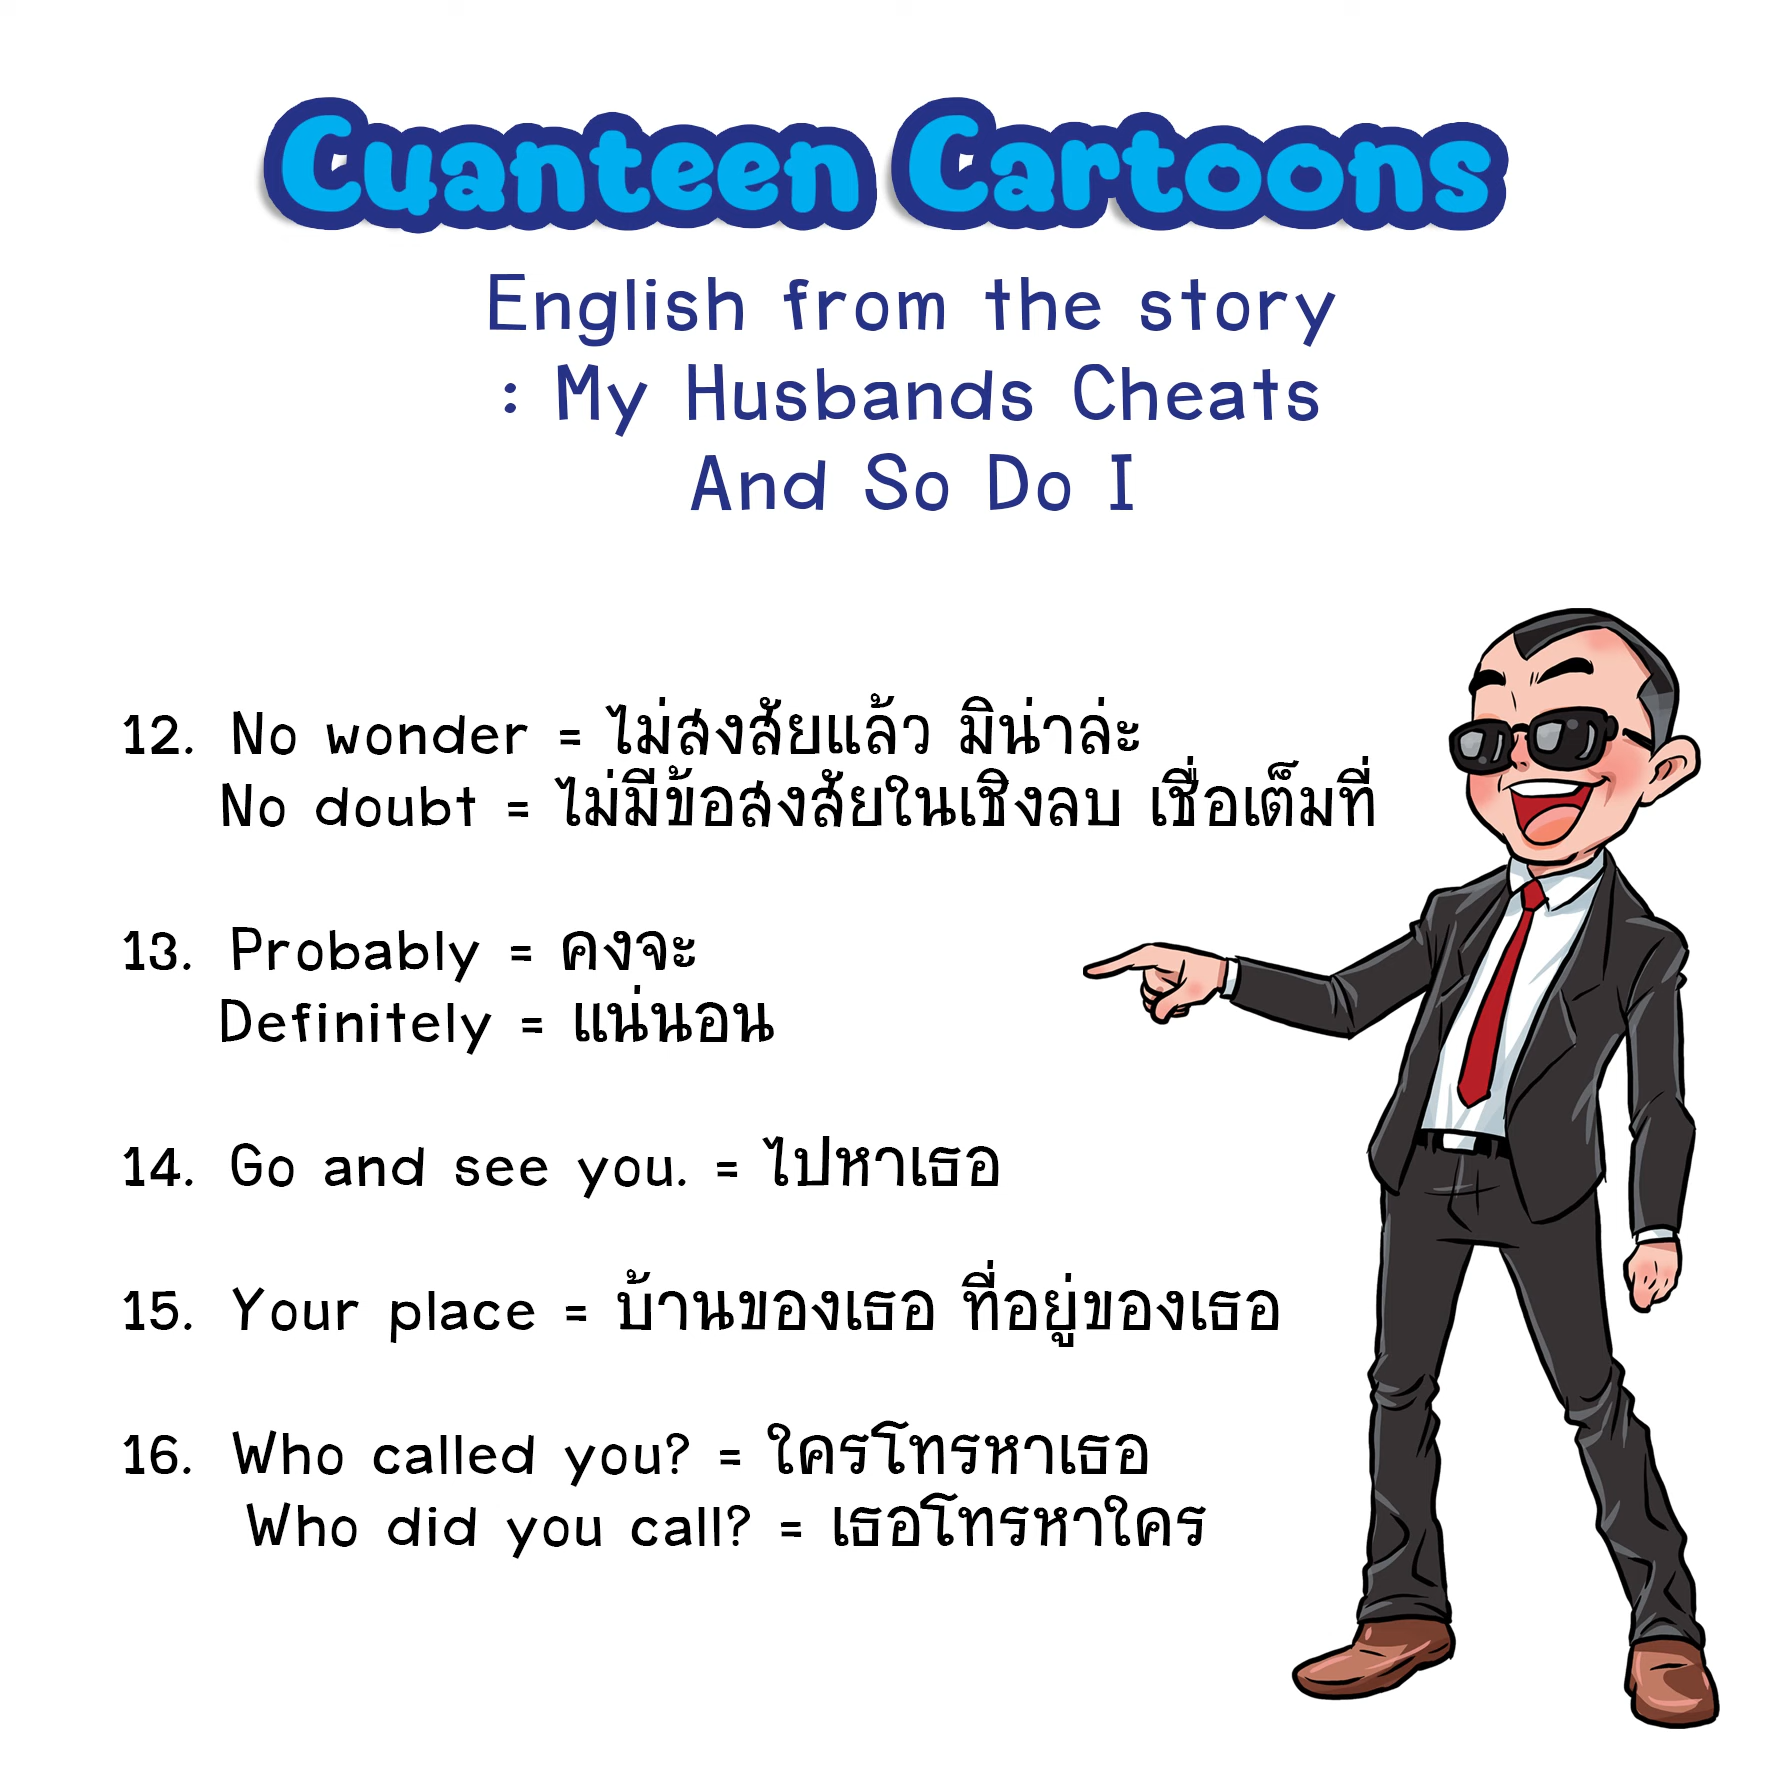 Cuanteen Cartoons
English from the story
: My Husbands Cheats
And So Do I
12. No wonder = ไม่สงสัยแล้ว มิน่าล่ะ
No doubt = ไม่มีข้อสงสัยในเชิงลบ เชื่อเต็มที่
13. Probably = คงจะ
Definitely = แน่นอน
14. Go and see you. = ไปหาเธอ
15. Your place = บ้านของเธอ ที่อยู่ของเธอ
16. Who called you? = ใครโทรหาเธอ
Who did you call? = เธอโทรหาใคร